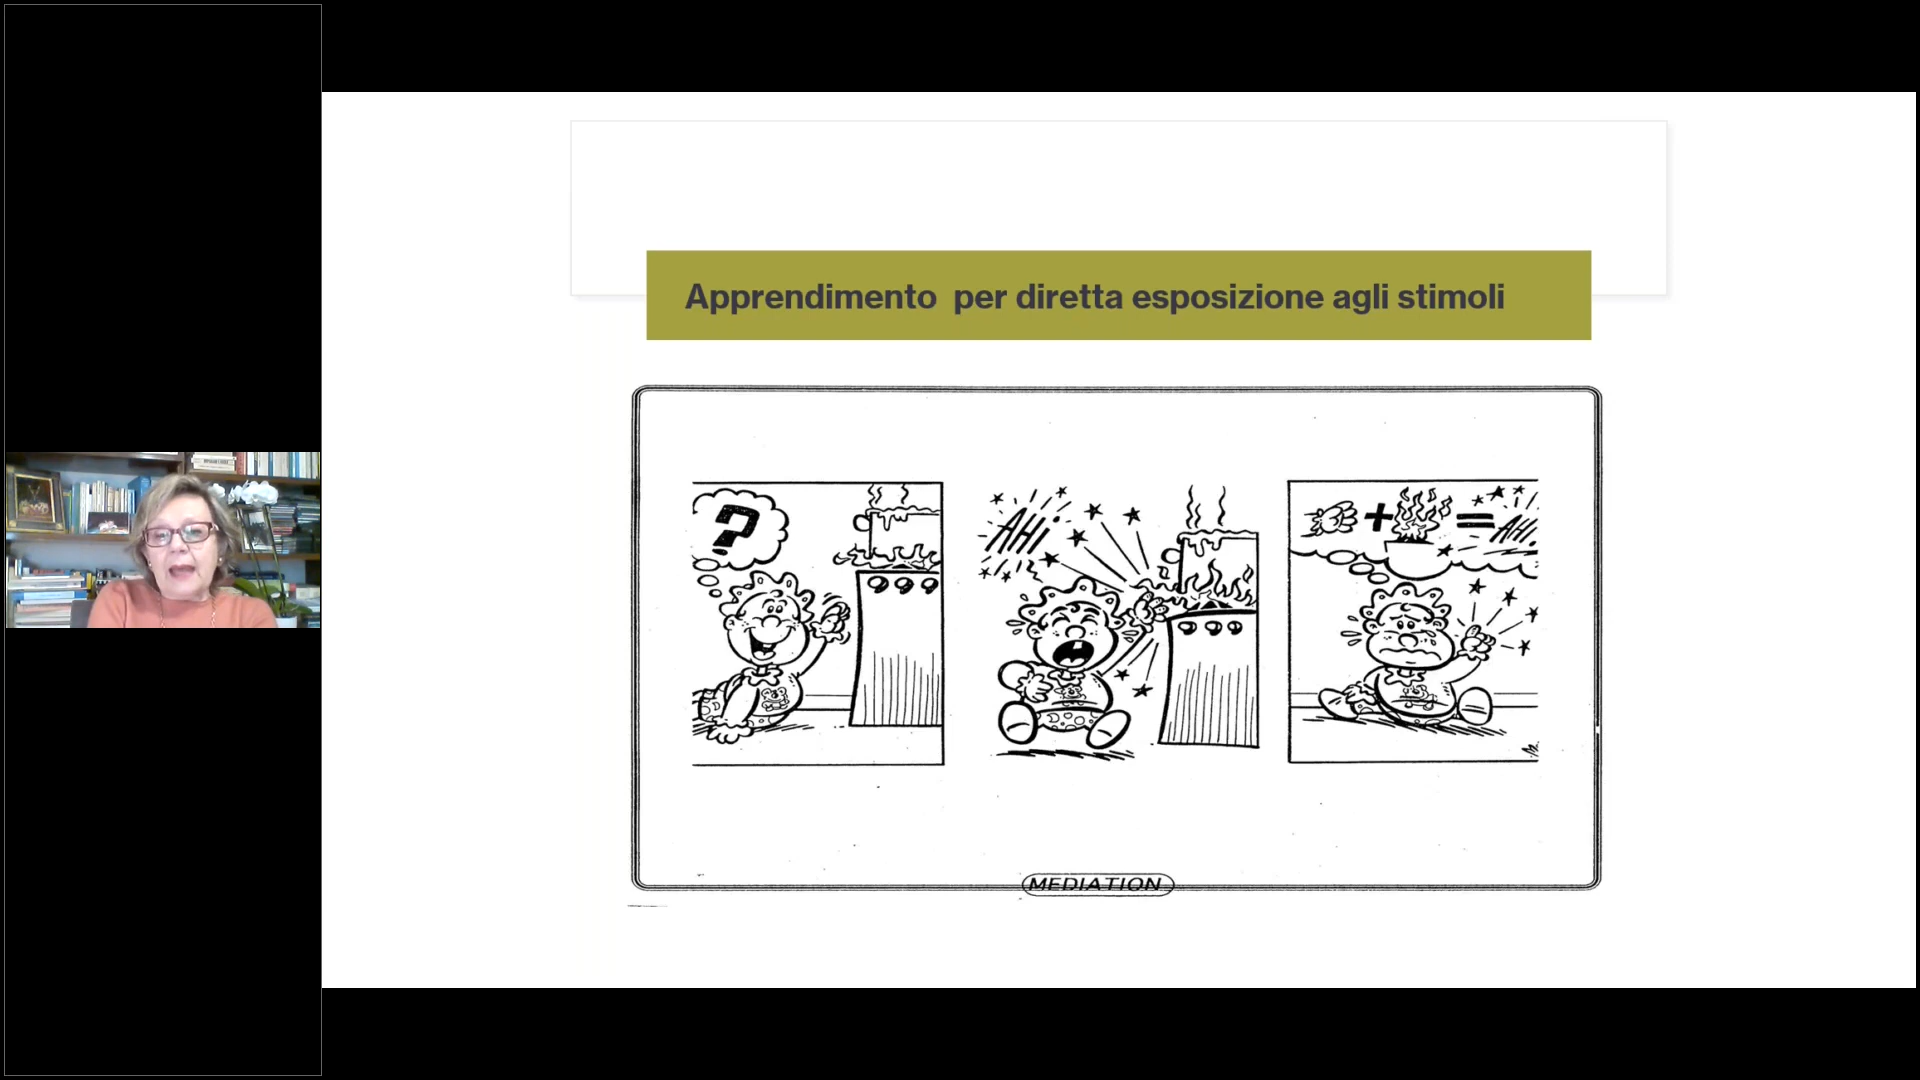 Apprendimento per diretta esposizione agli stimoli
?
AHi
+ = AHi
MEDIATION